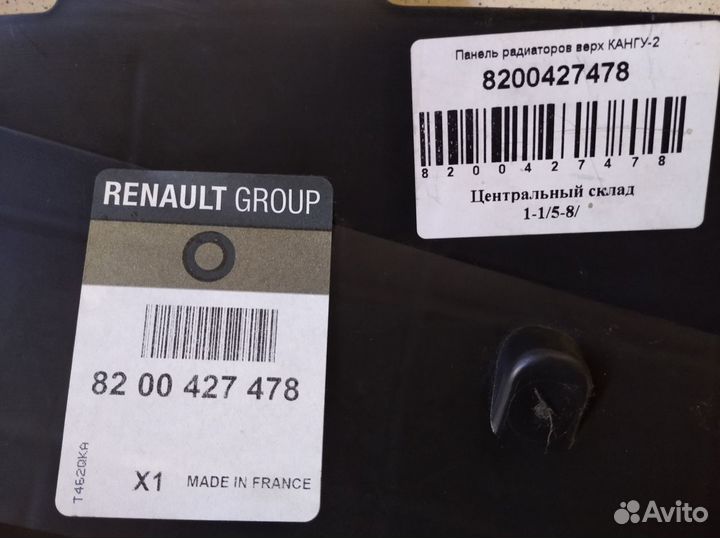 Панель радиаторов верх КАНГУ-2
8200427478
8200427478
Центральный склад
1-1/5-8/
RENAULT GROUP
82 00 427 478
T462QKA
X1 MADE IN FRANCE
Avito